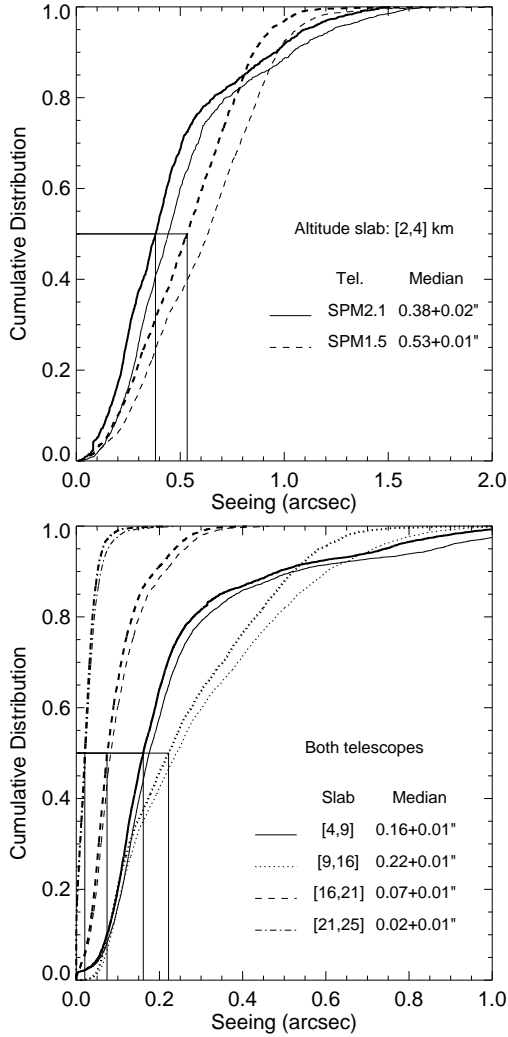 1.0
0.8
0.6
0.4
0.2
0.0
Cumulative Distribution
Altitude slab: [2,4] km
Tel. Median
SPM2.1 0.38+0.02"
SPM1.5 0.53+0.01"
0.0 0.5 1.0 1.5 2.0
Seeing (arcsec)
1.0
0.8
0.6
0.4
0.2
0.0
Cumulative Distribution
Both telescopes
Slab Median
[4,9] 0.16+0.01"
[9,16] 0.22+0.01"
[16,21] 0.07+0.01"
[21,25] 0.02+0.01"
0.0 0.2 0.4 0.6 0.8 1.0
Seeing (arcsec)